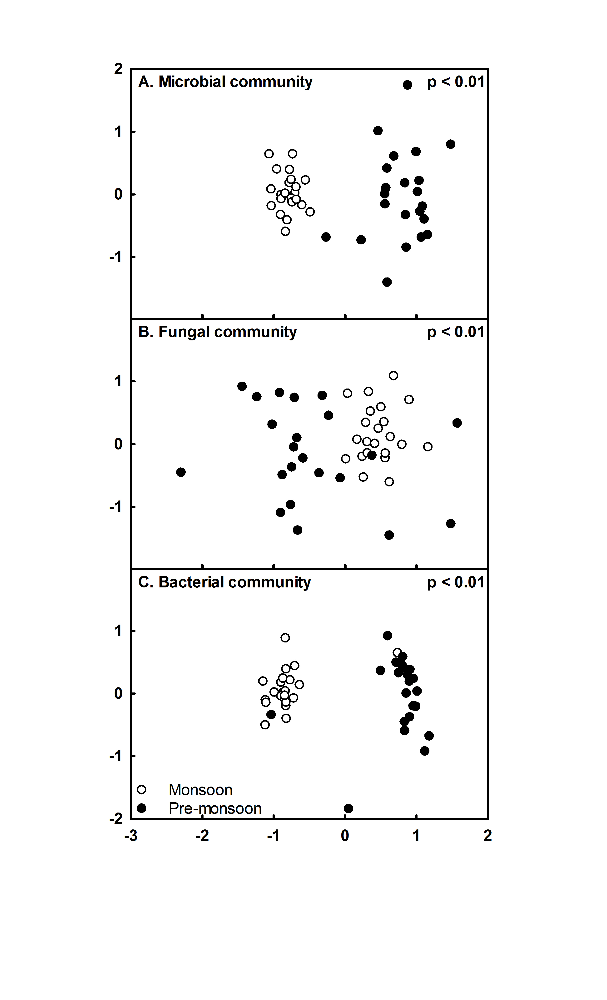 2
A. Microbial community p < 0.01
1
0
-1
B. Fungal community p < 0.01
1
0
-1
C. Bacterial community p < 0.01
1
0
-1
Monsoon
Pre-monsoon
-2
-3 -2 -1 0 1 2